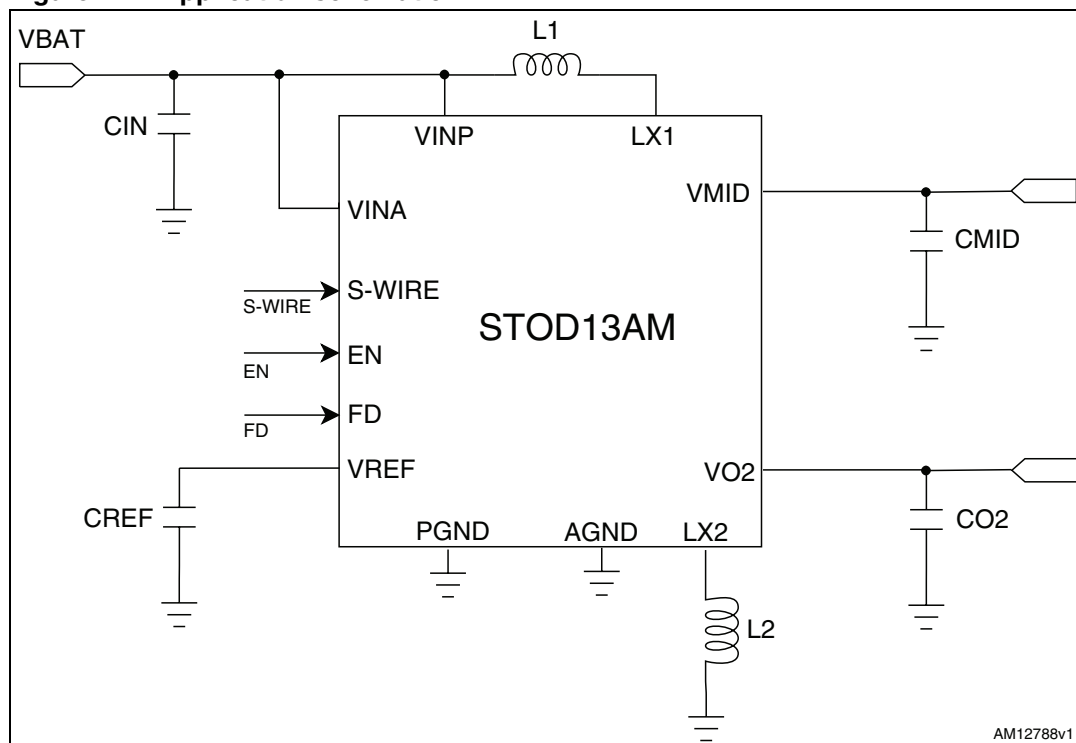 VBAT
L1
CIN
VINP
LX1
VMID
VINA
CMID
S-WIRE
S-WIRE
STOD13AM
EN
EN
FD
FD
VREF
VO2
CREF
CO2
PGND
AGND
LX2
L2
AM12788v1